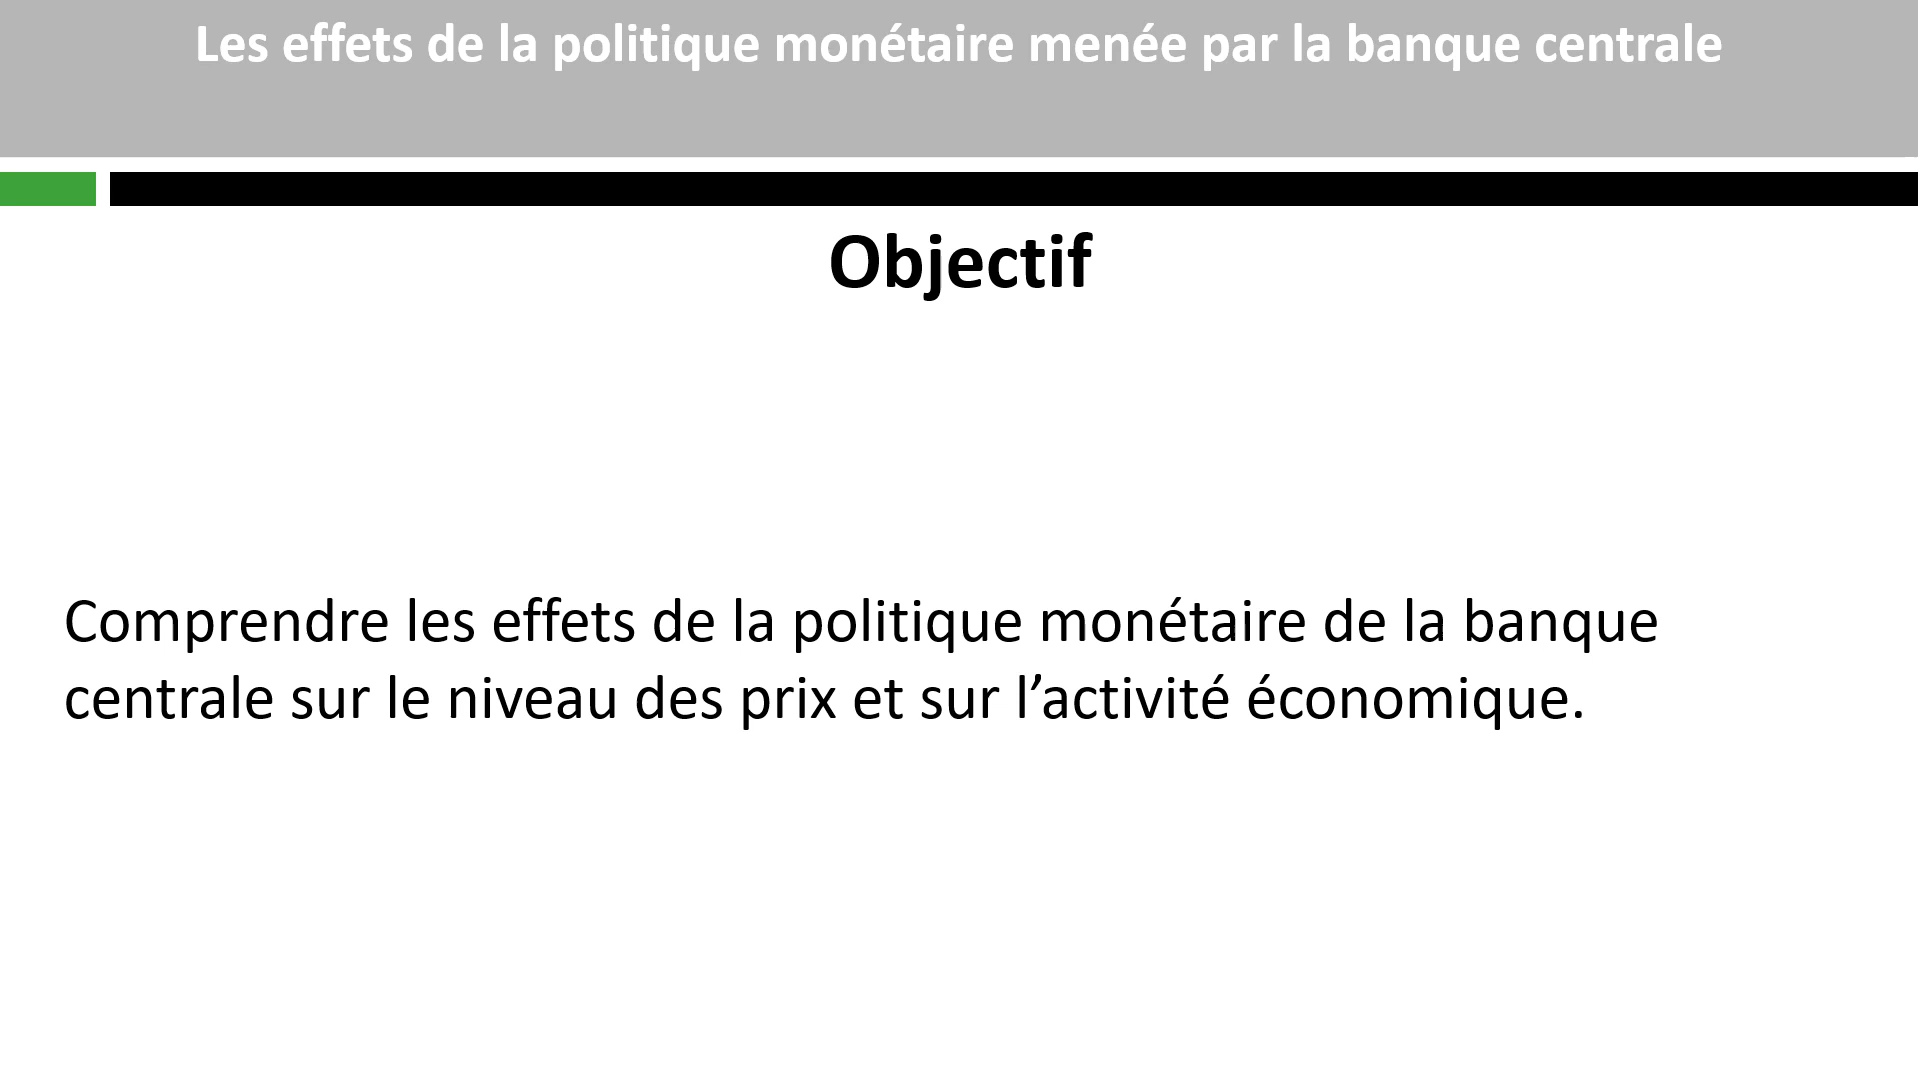 Les effets de la politique monétaire menée par la banque centrale
Objectif
Comprendre les effets de la politique monétaire de la banque
centrale sur le niveau des prix et sur l’activité économique.